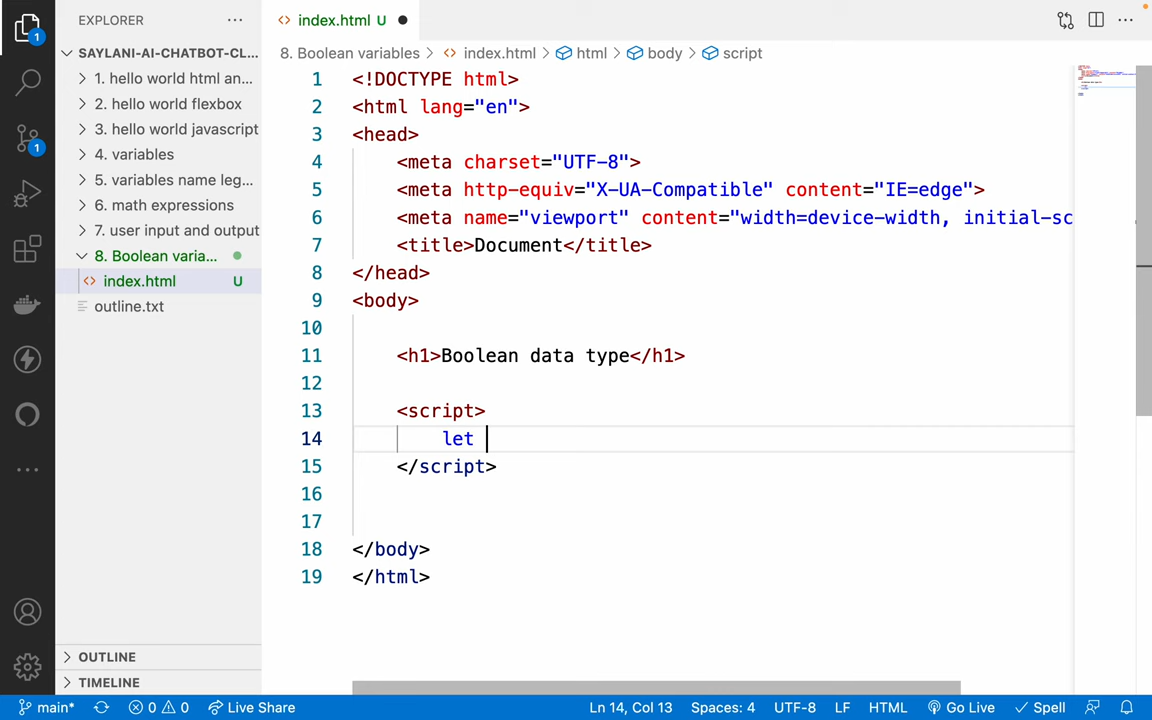 EXPLORER ...
index.html U
SAYLANI-AI-CHATBOT-CL...
8. Boolean variables > index.html > html > body > script
1. hello world html an...
2. hello world flexbox
3. hello world javascript
4. variables
5. variables name leg...
6. math expressions
7. user input and output
8. Boolean varia...
index.html U
outline.txt
OUTLINE
TIMELINE
1
1
1 <!DOCTYPE html>
2 <html lang="en">
3 <head>
4 <meta charset="UTF-8">
5 <meta http-equiv="X-UA-Compatible" content="IE=edge">
6 <meta name="viewport" content="width=device-width, initial-sc
7 <title>Document</title>
8 </head>
9 <body>
10
11 <h1>Boolean data type</h1>
12
13 <script>
14 let
15 </script>
16
17
18 </body>
19 </html>
main* 0 0 Live Share Ln 14, Col 13 Spaces: 4 UTF-8 LF HTML Go Live Spell